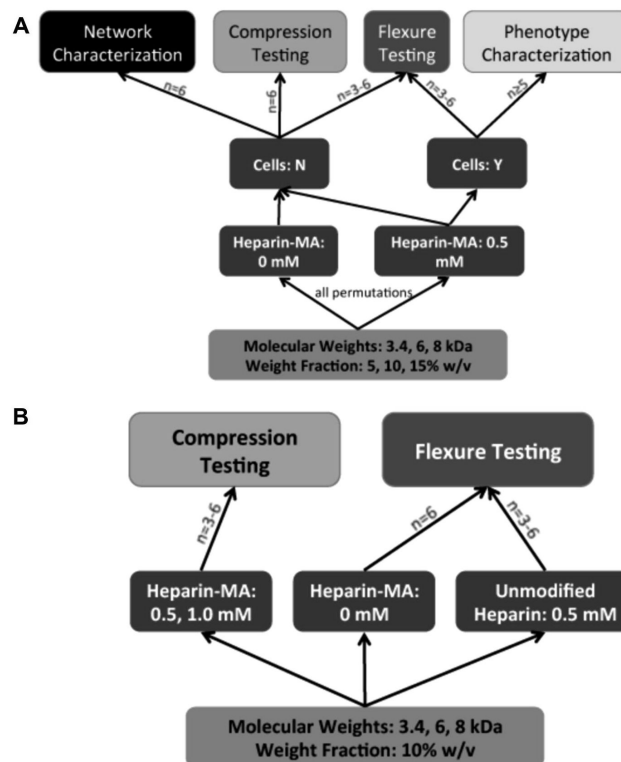 A
Network
Characterization
Compression
Testing
Flexure
Testing
Phenotype
Characterization
n=6
n=6
n=3-6
n=3-6
n≥5
Cells: N
Cells: Y
Heparin-MA:
0 mM
Heparin-MA: 0.5
mM
all permutations
Molecular Weights: 3.4, 6, 8 kDa
Weight Fraction: 5, 10, 15% w/v
B
Compression
Testing
Flexure Testing
n=3-6
n=6
n=3-6
Heparin-MA:
0.5, 1.0 mM
Heparin-MA:
0 mM
Unmodified
Heparin: 0.5 mM
Molecular Weights: 3.4, 6, 8 kDa
Weight Fraction: 10% w/v